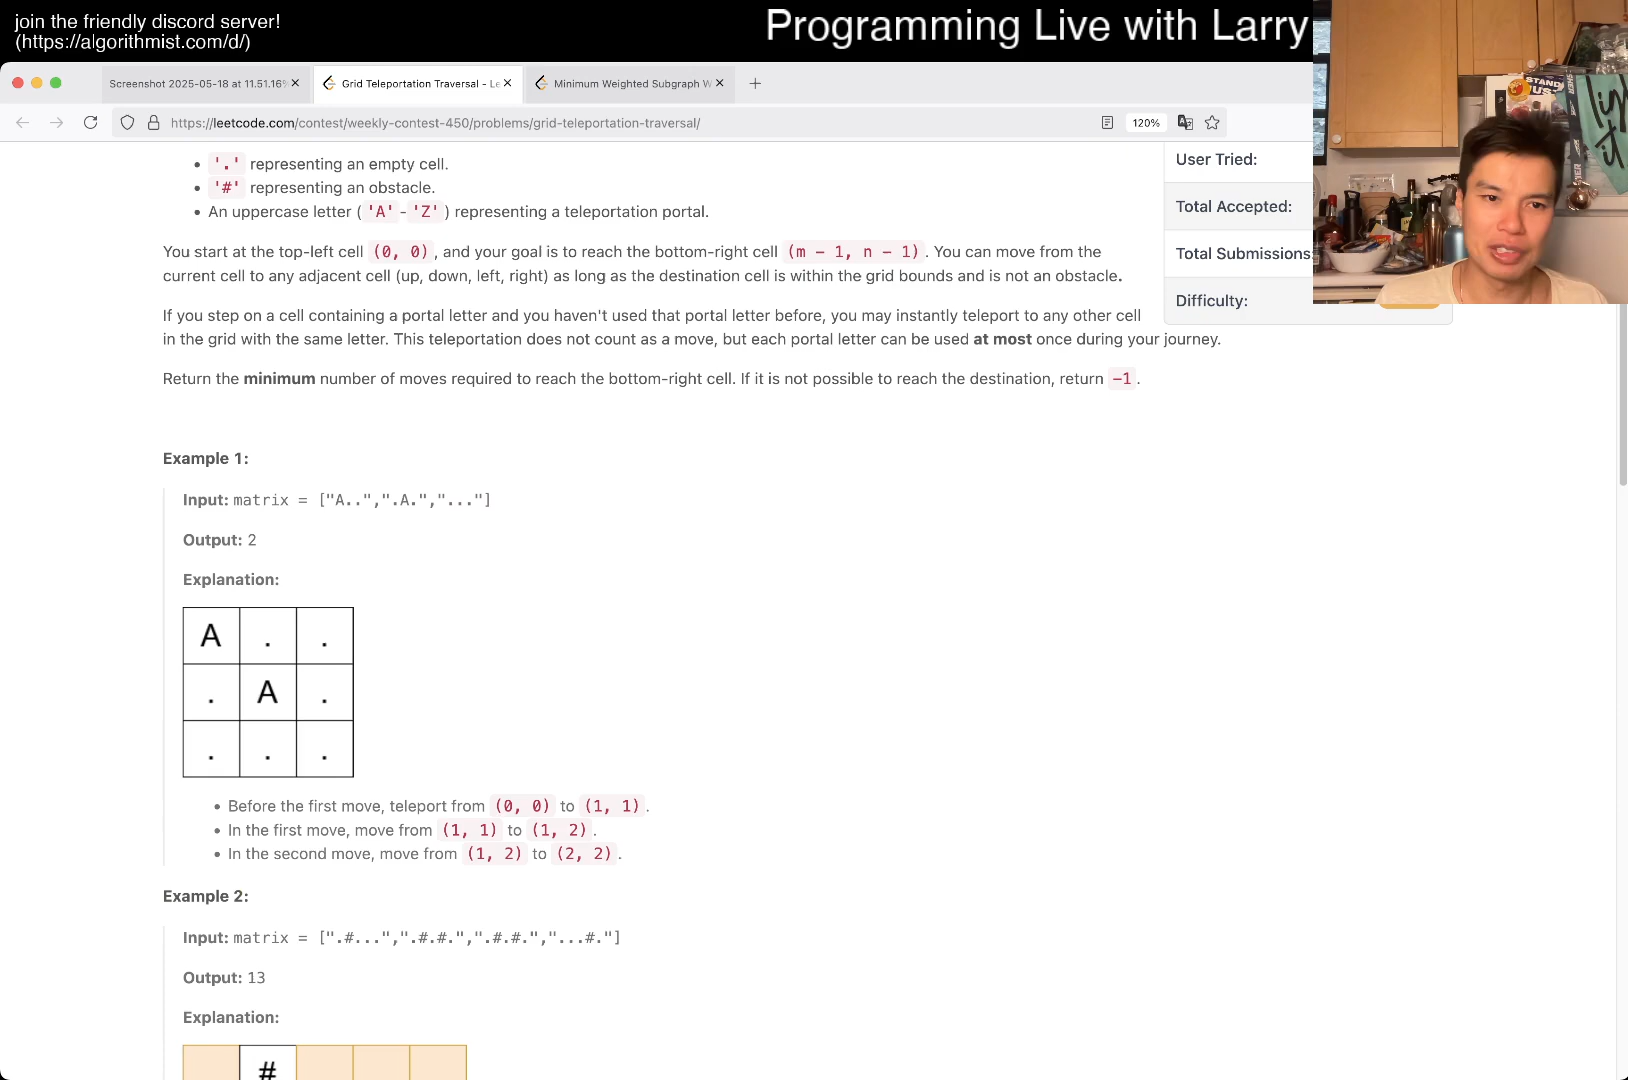 join the friendly discord server!
(https://algorithmist.com/d/)
Programming Live with Larry
Screenshot 2025-05-18 at 11.51.16
Grid Teleportation Traversal - Le
Minimum Weighted Subgraph W
https://leetcode.com/contest/weekly-contest-450/problems/grid-teleportation-traversal/
120%
'.' representing an empty cell.
'#' representing an obstacle.
An uppercase letter ('A'-'Z') representing a teleportation portal.
User Tried:
Total Accepted:
Total Submissions:
Difficulty:
You start at the top-left cell (0, 0), and your goal is to reach the bottom-right cell (m - 1, n - 1). You can move from the
current cell to any adjacent cell (up, down, left, right) as long as the destination cell is within the grid bounds and is not an obstacle.
If you step on a cell containing a portal letter and you haven't used that portal letter before, you may instantly teleport to any other cell
in the grid with the same letter. This teleportation does not count as a move, but each portal letter can be used at most once during your journey.
Return the minimum number of moves required to reach the bottom-right cell. If it is not possible to reach the destination, return -1.
Example 1:
Input: matrix = ["A..",".A.","..."]
Output: 2
Explanation:
A . .
. A .
. . .
Before the first move, teleport from (0, 0) to (1, 1).
In the first move, move from (1, 1) to (1, 2).
In the second move, move from (1, 2) to (2, 2).
Example 2:
Input: matrix = [".#...",".#.#.",".#.#.","...#."]
Output: 13
Explanation:
#